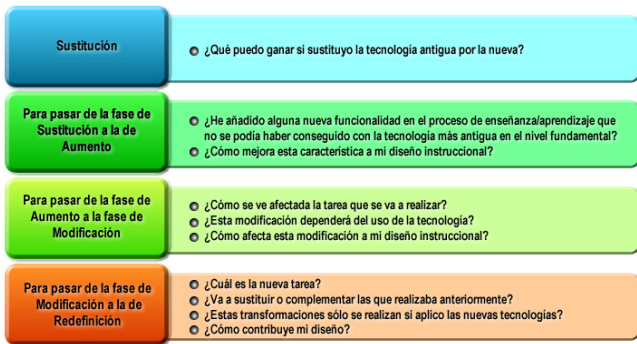 Sustitución
¿Qué puedo ganar si sustituyo la tecnología antigua por la nueva?
Para pasar de la fase de
Sustitución a la de
Aumento
¿He añadido alguna nueva funcionalidad en el proceso de enseñanza/aprendizaje que
no se podía haber conseguido con la tecnología más antigua en el nivel fundamental?
¿Cómo mejora esta característica a mi diseño instruccional?
Para pasar de la fase de
Aumento a la fase de
Modificación
¿Cómo se ve afectada la tarea que se va a realizar?
¿Esta modificación dependerá del uso de la tecnología?
¿Cómo afecta esta modificación a mi diseño instruccional?
Para pasar de la fase de
Modificación a la de
Redefinición
¿Cuál es la nueva tarea?
¿Va a sustituir o complementar las que realizaba anteriormente?
¿Estas transformaciones sólo se realizan si aplico las nuevas tecnologías?
¿Cómo contribuye mi diseño?